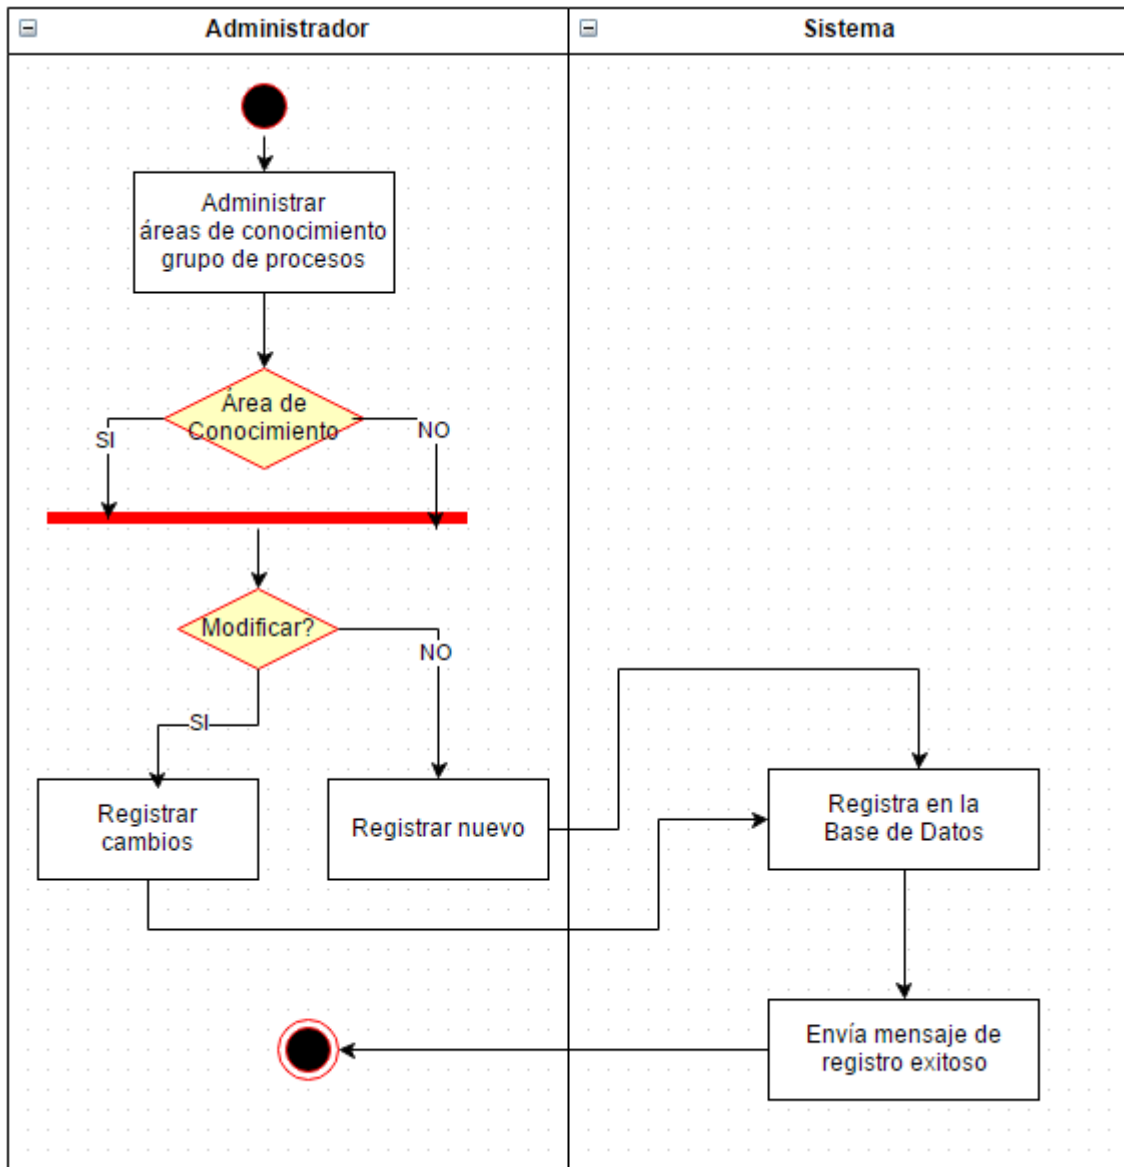 Administrador
Sistema
Administrar
áreas de conocimiento
grupo de procesos
Área de
Conocimiento
SI
NO
Modificar?
NO
SI
Registrar
cambios
Registrar nuevo
Registra en la
Base de Datos
Envía mensaje de
registro exitoso